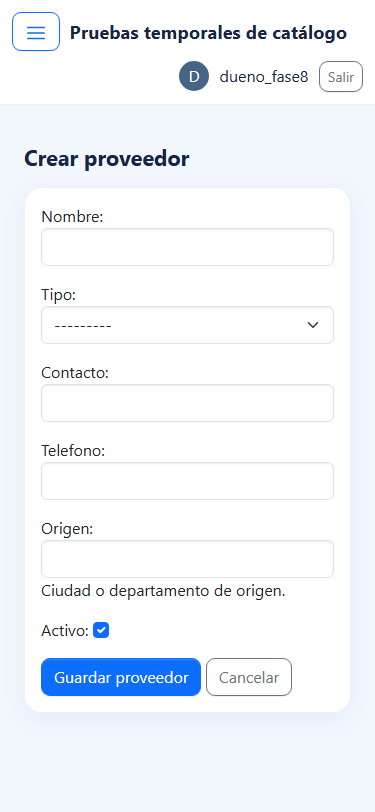 Pruebas temporales de catálogo
D dueno_fase8 Salir
Crear proveedor
Nombre:
Tipo:
---------
Contacto:
Telefono:
Origen:
Ciudad o departamento de origen.
Activo:
Guardar proveedor Cancelar